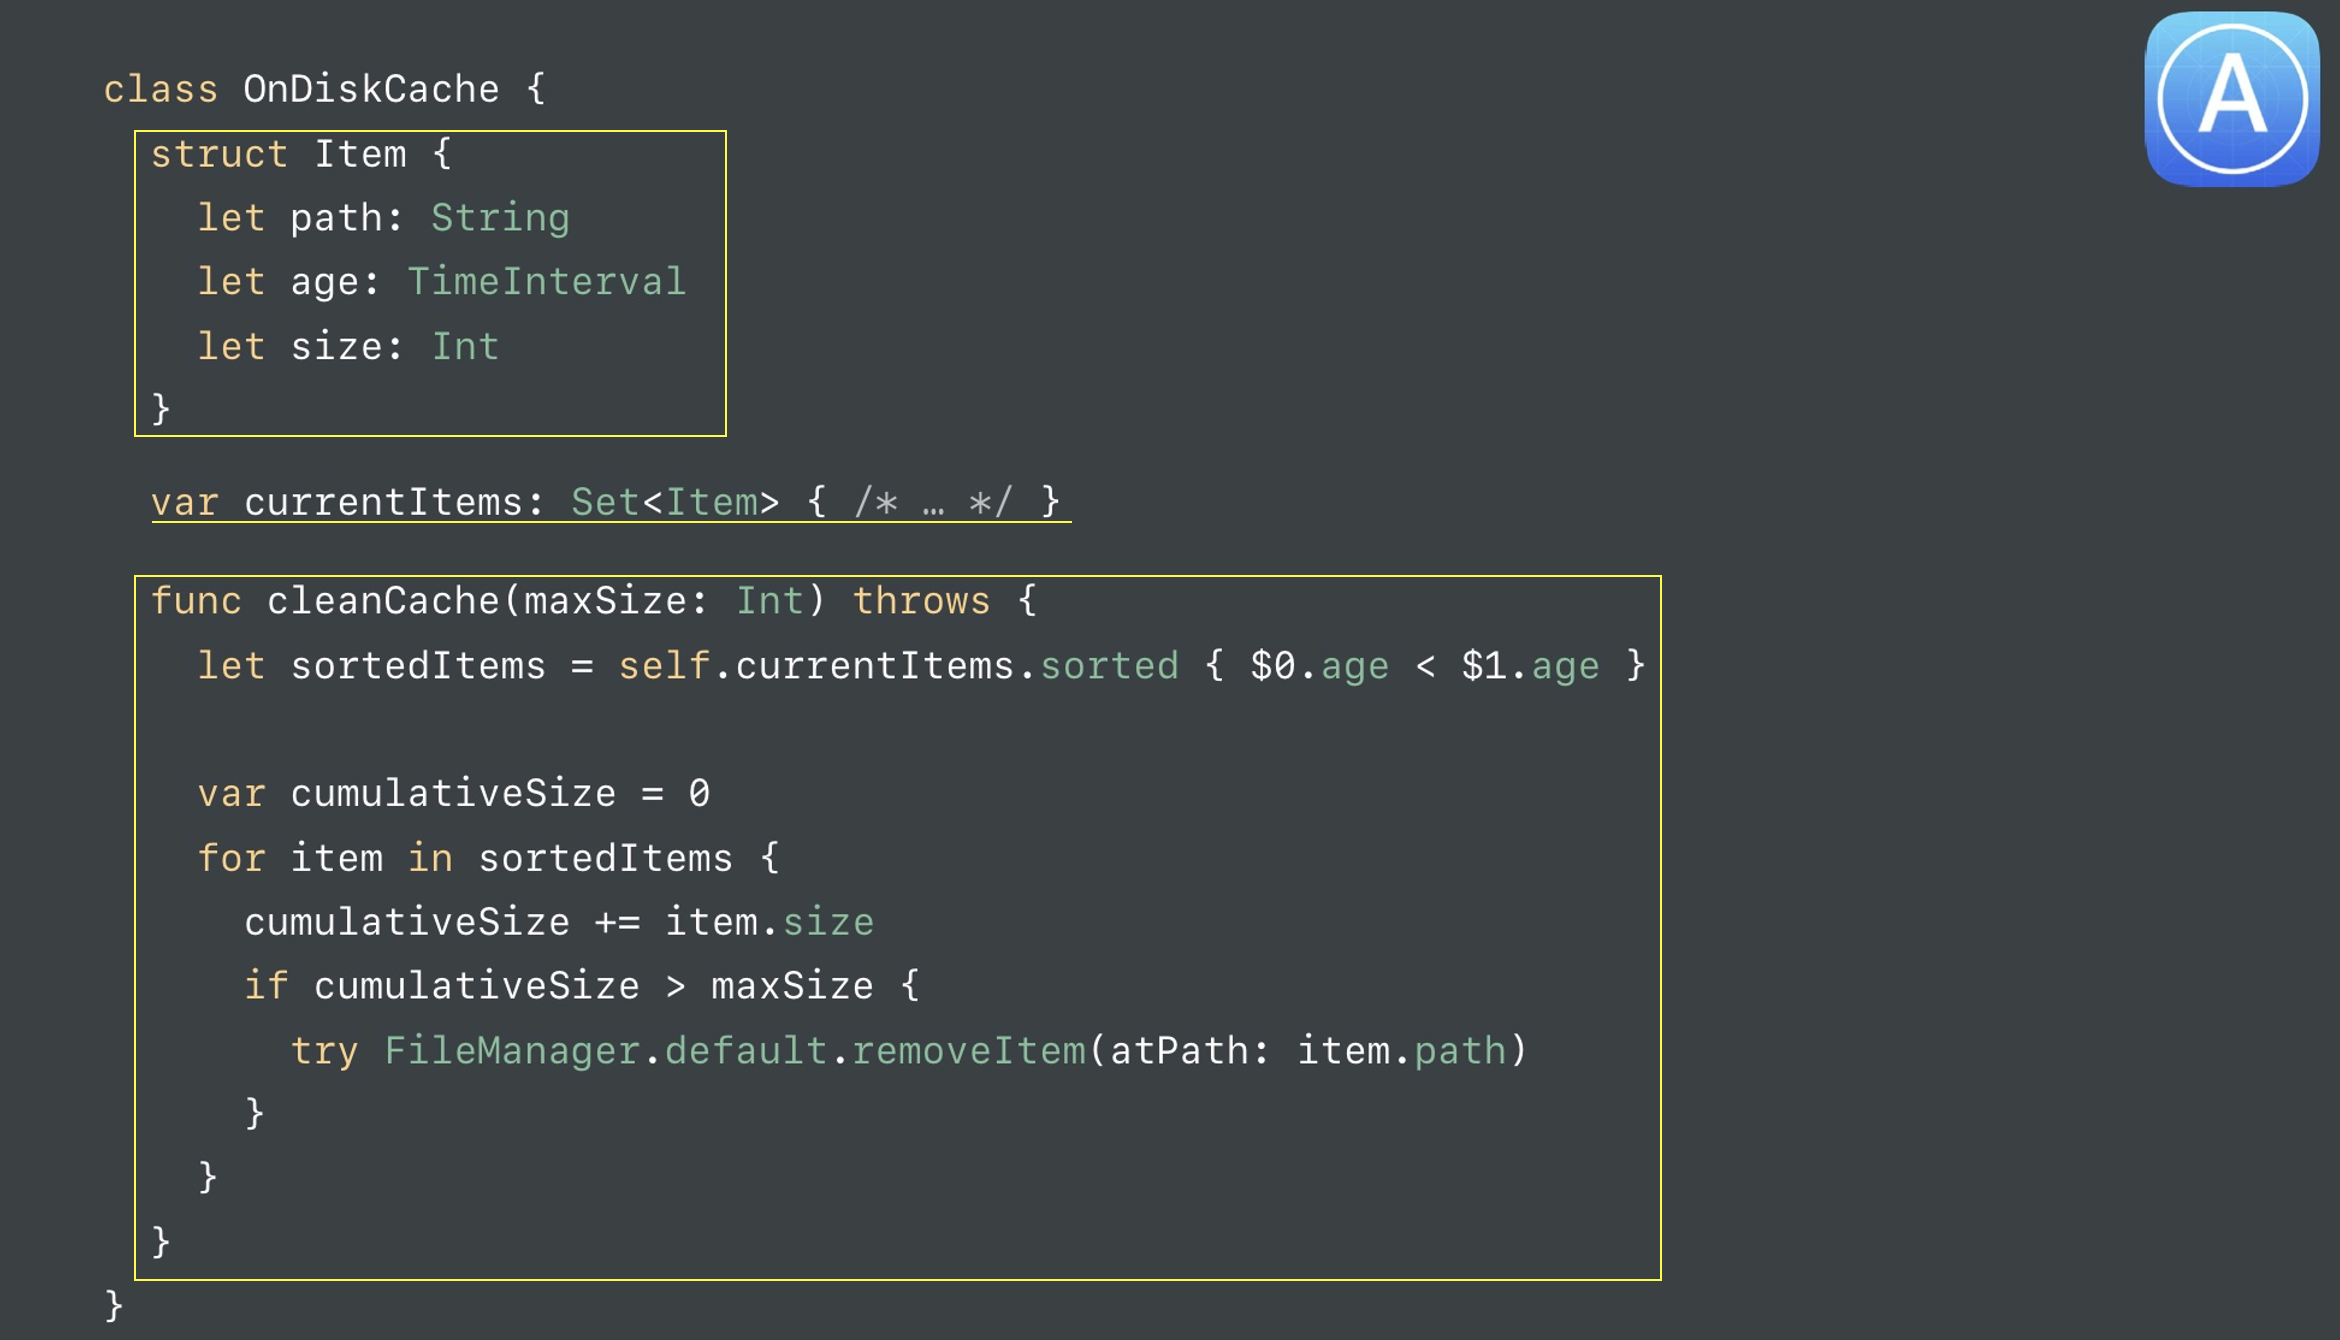 class OnDiskCache {
struct Item {
let path: String
let age: TimeInterval
let size: Int
}
var currentItems: Set<Item> { /* … */ }
func cleanCache(maxSize: Int) throws {
let sortedItems = self.currentItems.sorted { $0.age < $1.age }
var cumulativeSize = 0
for item in sortedItems {
cumulativeSize += item.size
if cumulativeSize > maxSize {
try FileManager.default.removeItem(atPath: item.path)
}
}
}
}
A